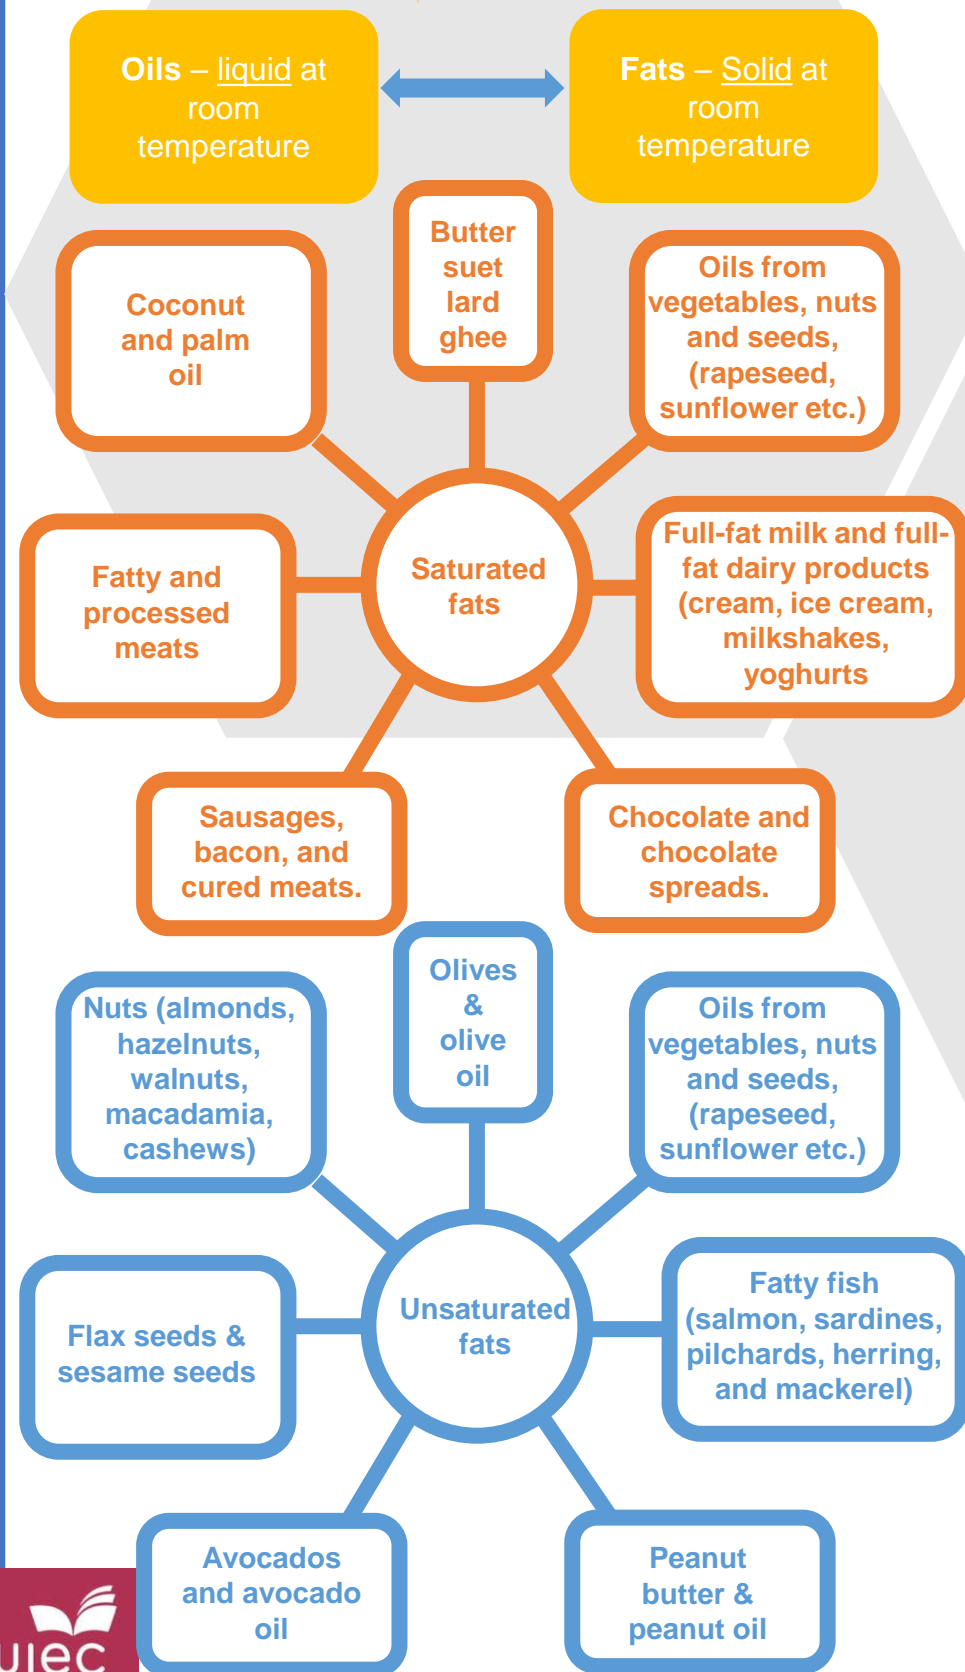 Oils – liquid at
room
temperature
Fats – Solid at
room
temperature
Butter
suet
lard
ghee
Coconut
and palm
oil
Oils from
vegetables, nuts
and seeds,
(rapeseed,
sunflower etc.)
Saturated
fats
Fatty and
processed
meats
Full-fat milk and full-
fat dairy products
(cream, ice cream,
milkshakes,
yoghurts
Sausages,
bacon, and
cured meats.
Chocolate and
chocolate
spreads.
Olives
&
olive
oil
Nuts (almonds,
hazelnuts,
walnuts,
macadamia,
cashews)
Oils from
vegetables, nuts
and seeds,
(rapeseed,
sunflower etc.)
Unsaturated
fats
Flax seeds &
sesame seeds
Fatty fish
(salmon, sardines,
pilchards, herring,
and mackerel)
Avocados
and avocado
oil
Peanut
butter &
peanut oil